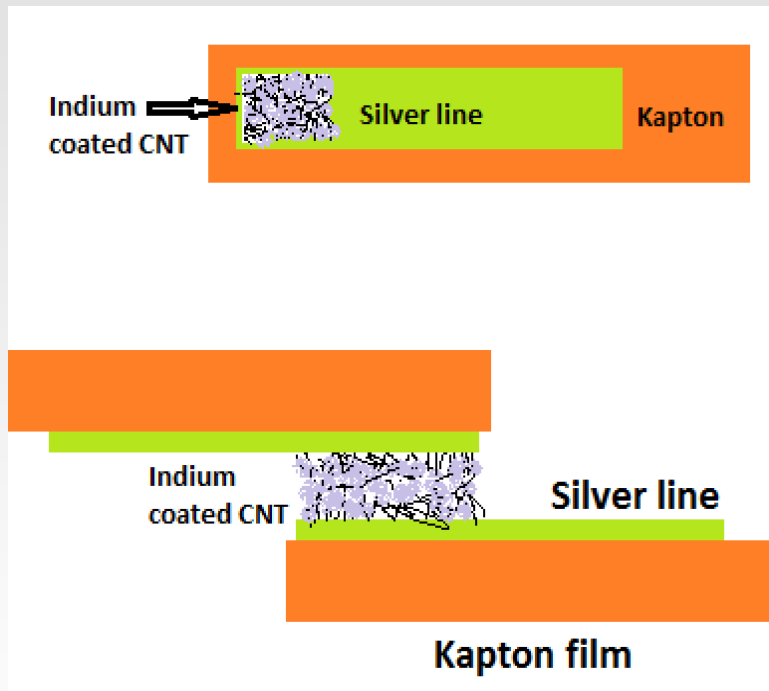 Indium
coated CNT
Silver line
Kapton
Indium
coated CNT
Silver line
Kapton film